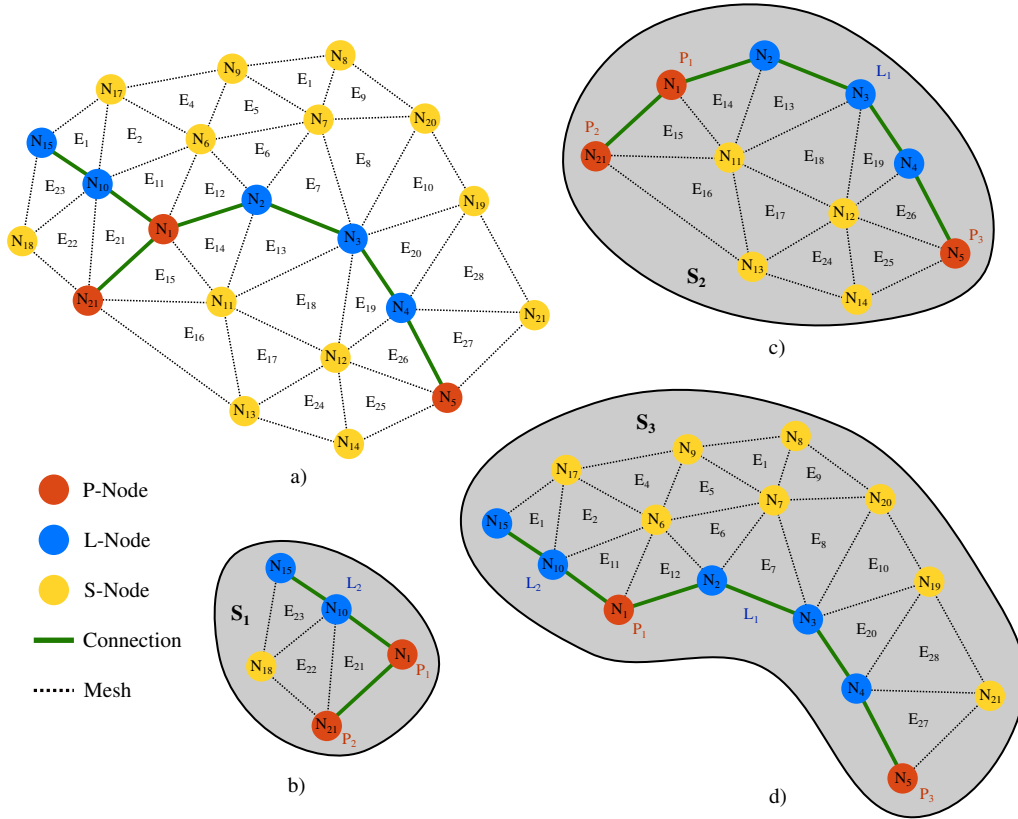 N8
N9
E1
N17
E9
E4
E5
N7
N20
N15
E1
E2
N6
E6
E8
N10
E11
E12
N2
E7
E10
E23
N19
N18
E22
E21
N1
E14
E13
N3
E20
E15
E28
N21
N11
E18
E19
N4
N21
E16
E17
N12
E26
E27
N13
E24
E25
N5
N14
a)
P1
N2
L1
N1
N3
E14
E13
P2
E15
N21
N11
E18
E19
N4
E16
E17
N12
E26
P3
N13
E24
E25
N5
S2
N14
c)
P-Node
L-Node
S-Node
Connection
Mesh
N15
L2
S1
E23
N10
N18
E22
E21
N1
P1
N21
P2
b)
S3
N8
N9
N17
E1
E9
E4
E5
N7
N20
N15
E1
E2
N6
E6
E8
N10
E11
E12
N2
E7
E10
N19
L2
N1
L1
N3
P1
E20
E28
N4
N21
E27
N5
P3
d)